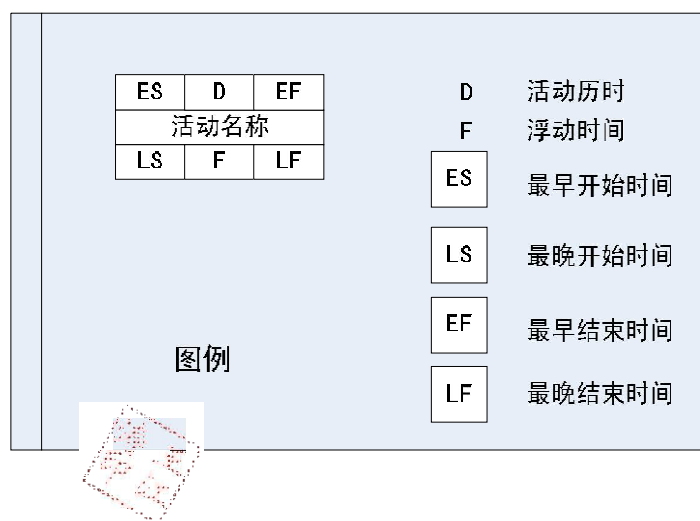 ES D EF
活动名称
LS F LF
D 活动历时
F 浮动时间
ES 最早开始时间
LS 最晚开始时间
EF 最早结束时间
LF 最晚结束时间
图例